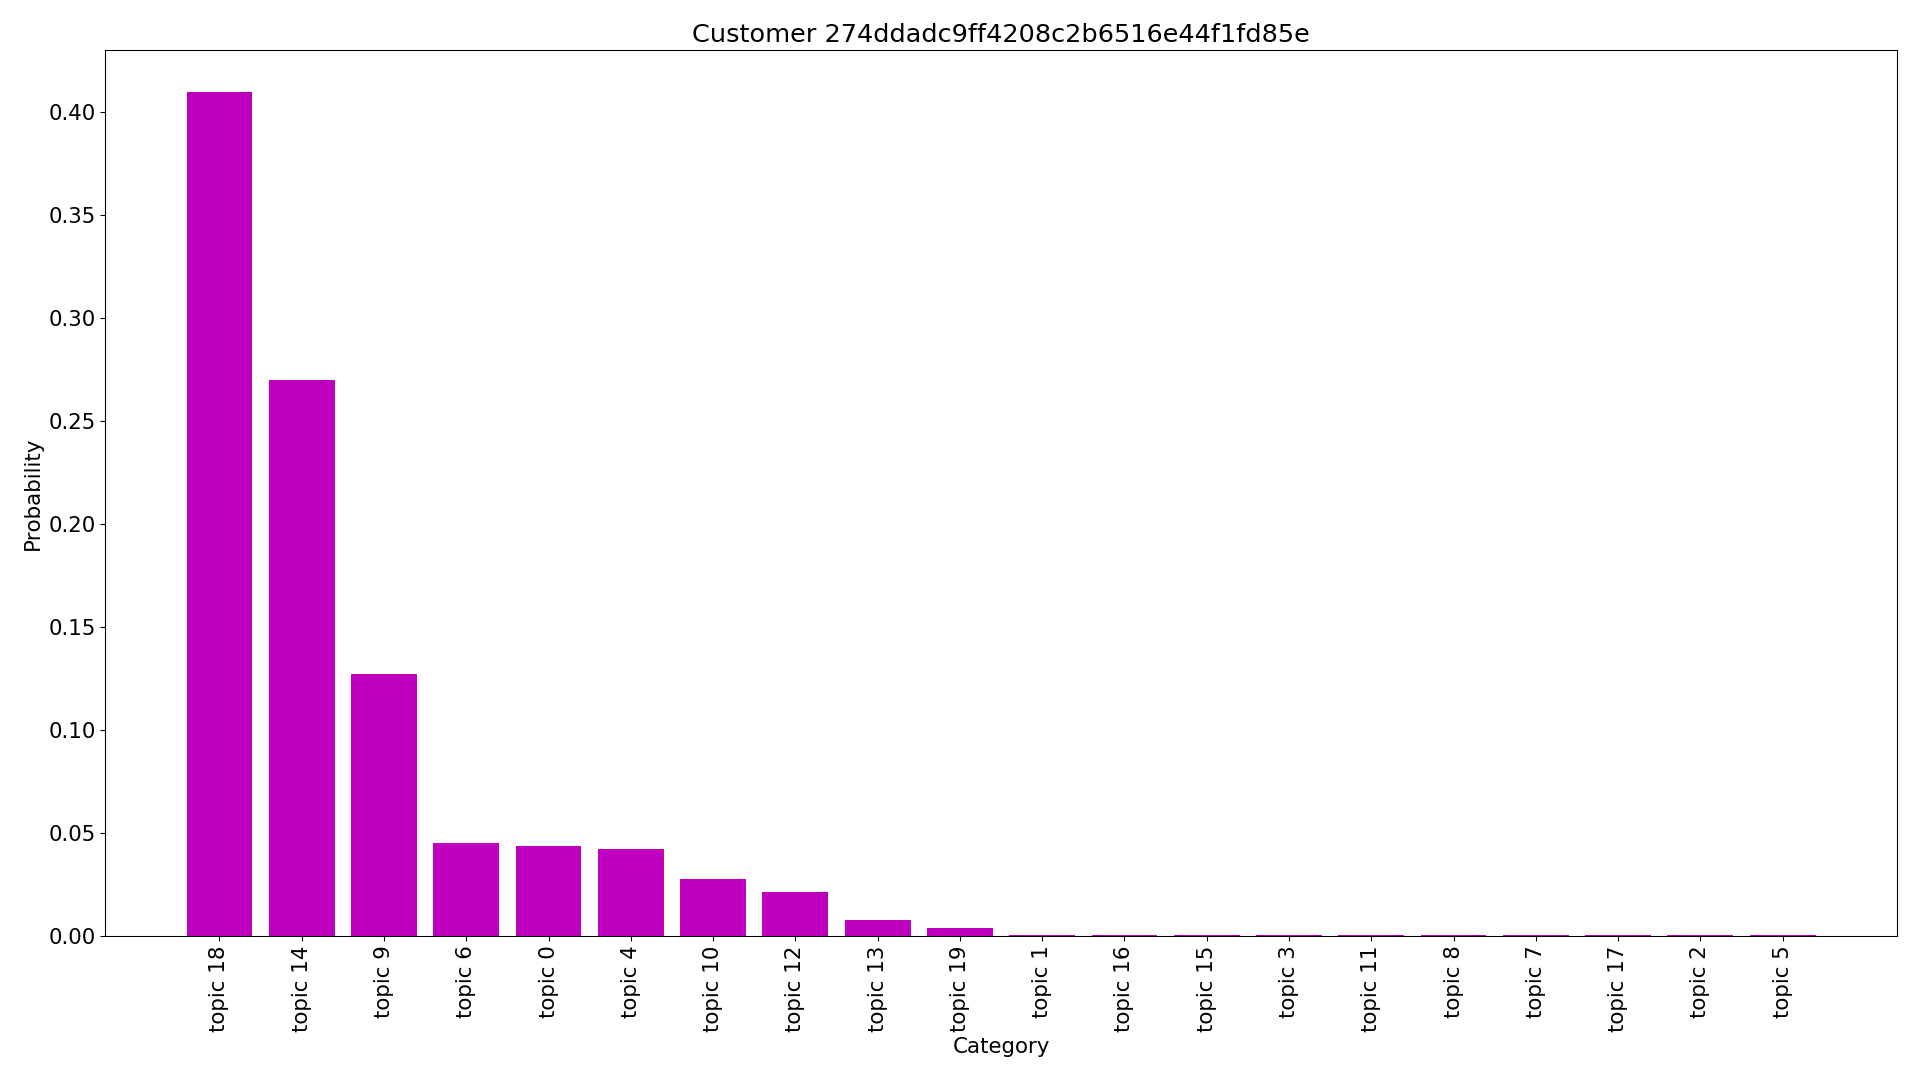 Customer 274ddadc9ff4208c2b6516e44f1fd85e
Probability
0.40
0.35
0.30
0.25
0.20
0.15
0.10
0.05
0.00
topic 18
topic 14
topic 9
topic 6
topic 0
topic 4
topic 10
topic 12
topic 13
topic 19
topic 1
topic 16
topic 15
topic 3
topic 11
topic 8
topic 7
topic 17
topic 2
topic 5
Category